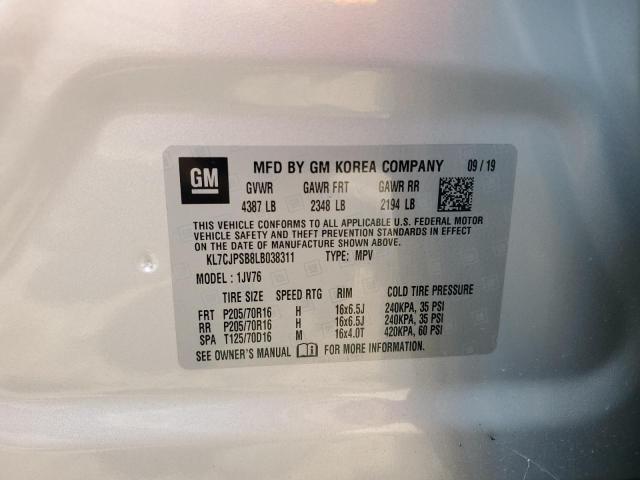 GM
MFD BY GM KOREA COMPANY 09 / 19
GVWR GAWR FRT GAWR RR
4387 LB 2348 LB 2194 LB
THIS VEHICLE CONFORMS TO ALL APPLICABLE U.S. FEDERAL MOTOR
VEHICLE SAFETY AND THEFT PREVENTION STANDARDS IN
EFFECT ON THE DATE OF MANUFACTURE SHOWN ABOVE.
KL7CJPSB8LB038311 TYPE: MPV
MODEL : 1JV76
TIRE SIZE SPEED RTG RIM COLD TIRE PRESSURE
FRT P205/70R16 H 16x6.5J 240KPA, 35 PSI
RR P205/70R16 H 16x6.5J 240KPA, 35 PSI
SPA T125/70D16 M 16x4.0T 420KPA, 60 PSI
SEE OWNER'S MANUAL FOR MORE INFORMATION.